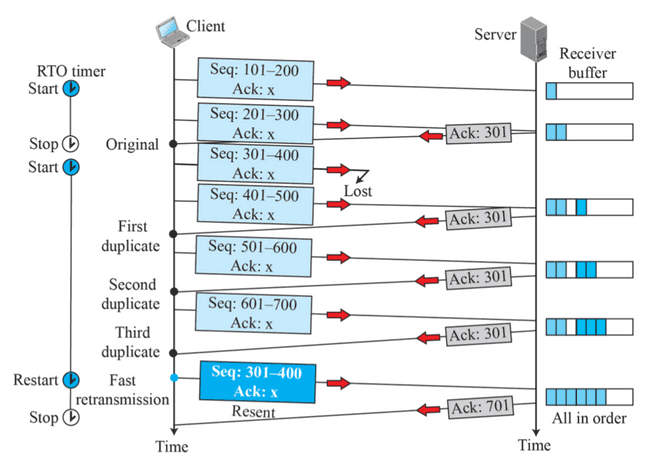 Client
Server
Receiver
buffer
RTO timer
Start
Seq: 101–200
Ack: x
Seq: 201–300
Ack: x
Ack: 301
Stop
Original
Start
Seq: 301–400
Ack: x
Lost
Seq: 401–500
Ack: x
Ack: 301
First
duplicate
Seq: 501–600
Ack: x
Ack: 301
Second
duplicate
Seq: 601–700
Ack: x
Ack: 301
Third
duplicate
Restart
Fast
retransmission
Seq: 301–400
Ack: x
Resent
Ack: 701
All in order
Stop
Time
Time